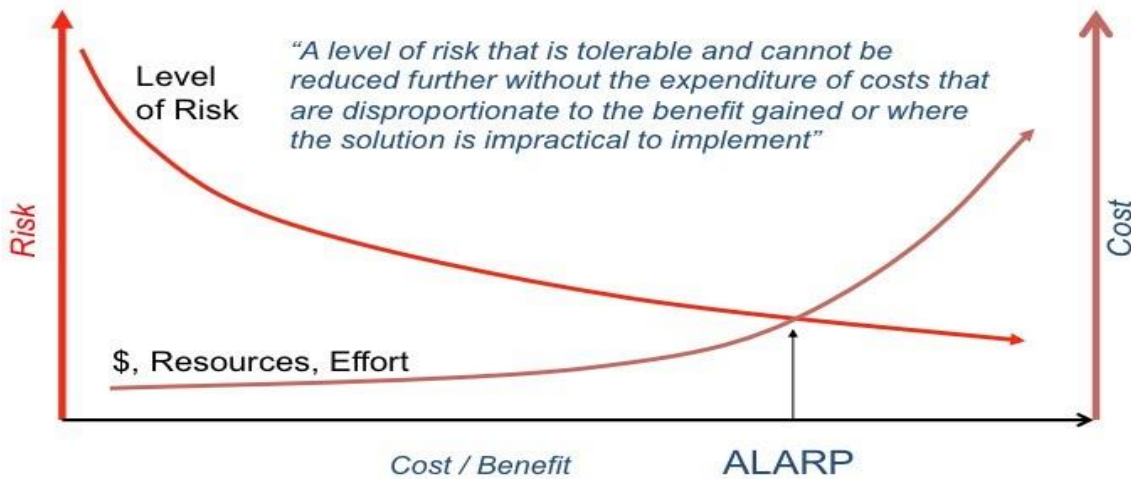 “A level of risk that is tolerable and cannot be
reduced further without the expenditure of costs that
are disproportionate to the benefit gained or where
the solution is impractical to implement”
Level
of Risk
Risk
Cost
$, Resources, Effort
Cost / Benefit
ALARP